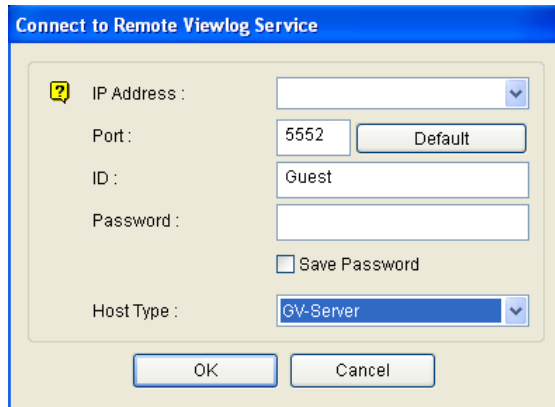 Connect to Remote Viewlog Service
IP Address :
Port : 5552 Default
ID : Guest
Password :
Save Password
Host Type : GV-Server
OK Cancel